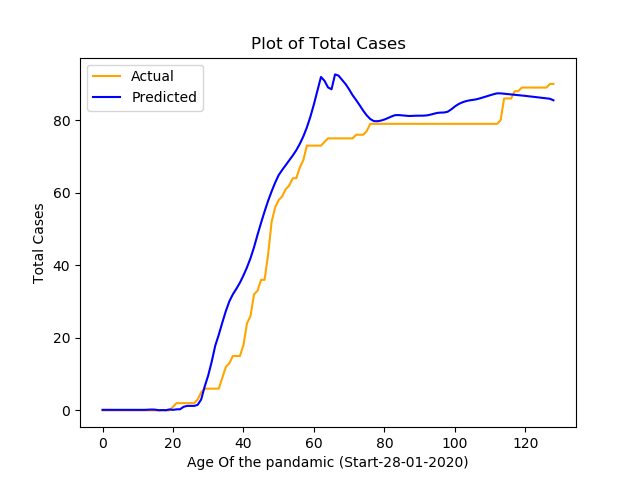 Plot of Total Cases
Actual
Predicted
80
60
40
20
0
Total Cases
0 20 40 60 80 100 120
Age Of the pandamic (Start-28-01-2020)